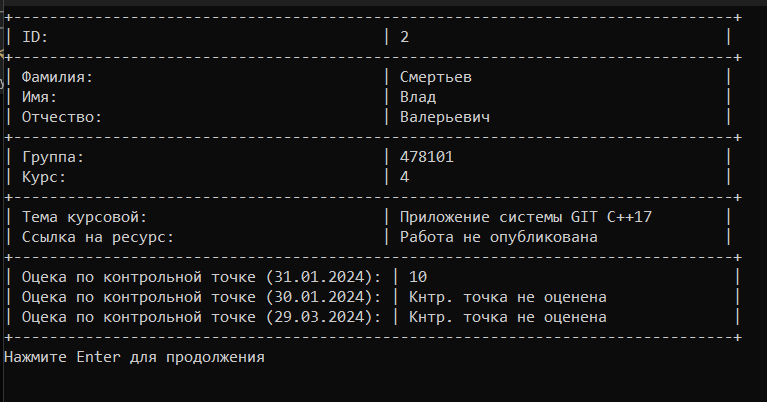 ID: 2
Фамилия: Смертьев
Имя: Влад
Отчество: Валерьевич
Группа: 478101
Курс: 4
Тема курсовой: Приложение системы GIT C++17
Ссылка на ресурс: Работа не опубликована
Оцека по контрольной точке (31.01.2024): 10
Оцека по контрольной точке (30.01.2024): Кнтр. точка не оценена
Оцека по контрольной точке (29.03.2024): Кнтр. точка не оценена
Нажмите Enter для продолжения